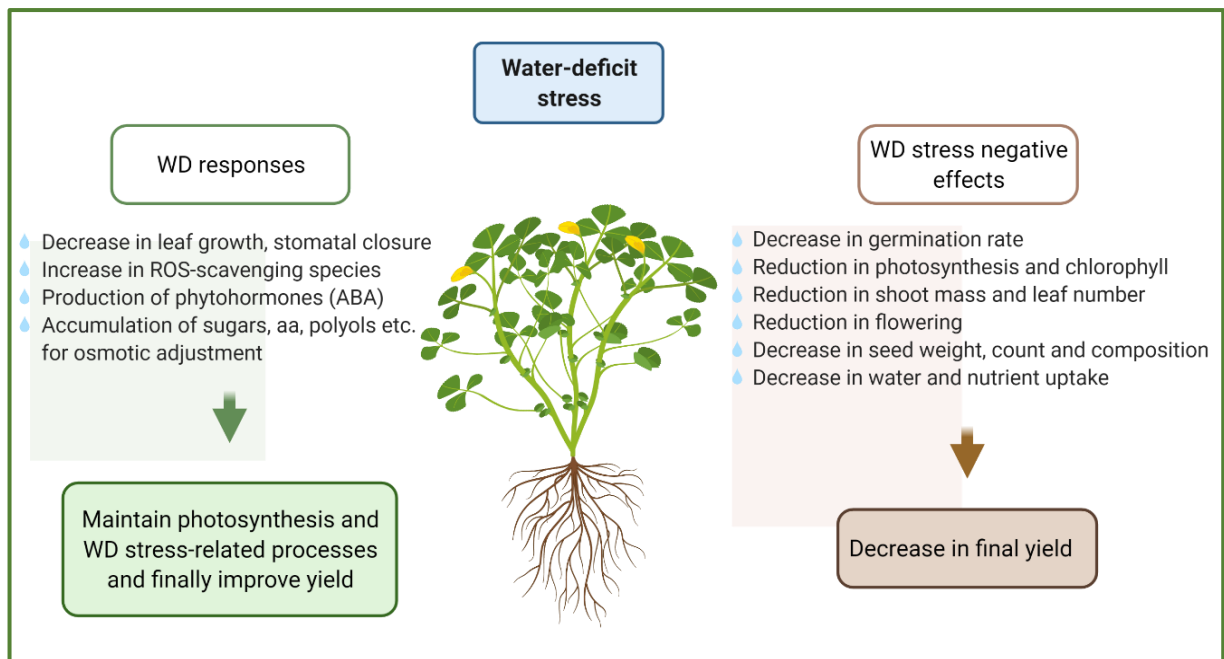 Water-deficit
stress
WD responses
Decrease in leaf growth, stomatal closure
Increase in ROS-scavenging species
Production of phytohormones (ABA)
Accumulation of sugars, aa, polyols etc.
for osmotic adjustment
Maintain photosynthesis and
WD stress-related processes
and finally improve yield
WD stress negative
effects
Decrease in germination rate
Reduction in photosynthesis and chlorophyll
Reduction in shoot mass and leaf number
Reduction in flowering
Decrease in seed weight, count and composition
Decrease in water and nutrient uptake
Decrease in final yield